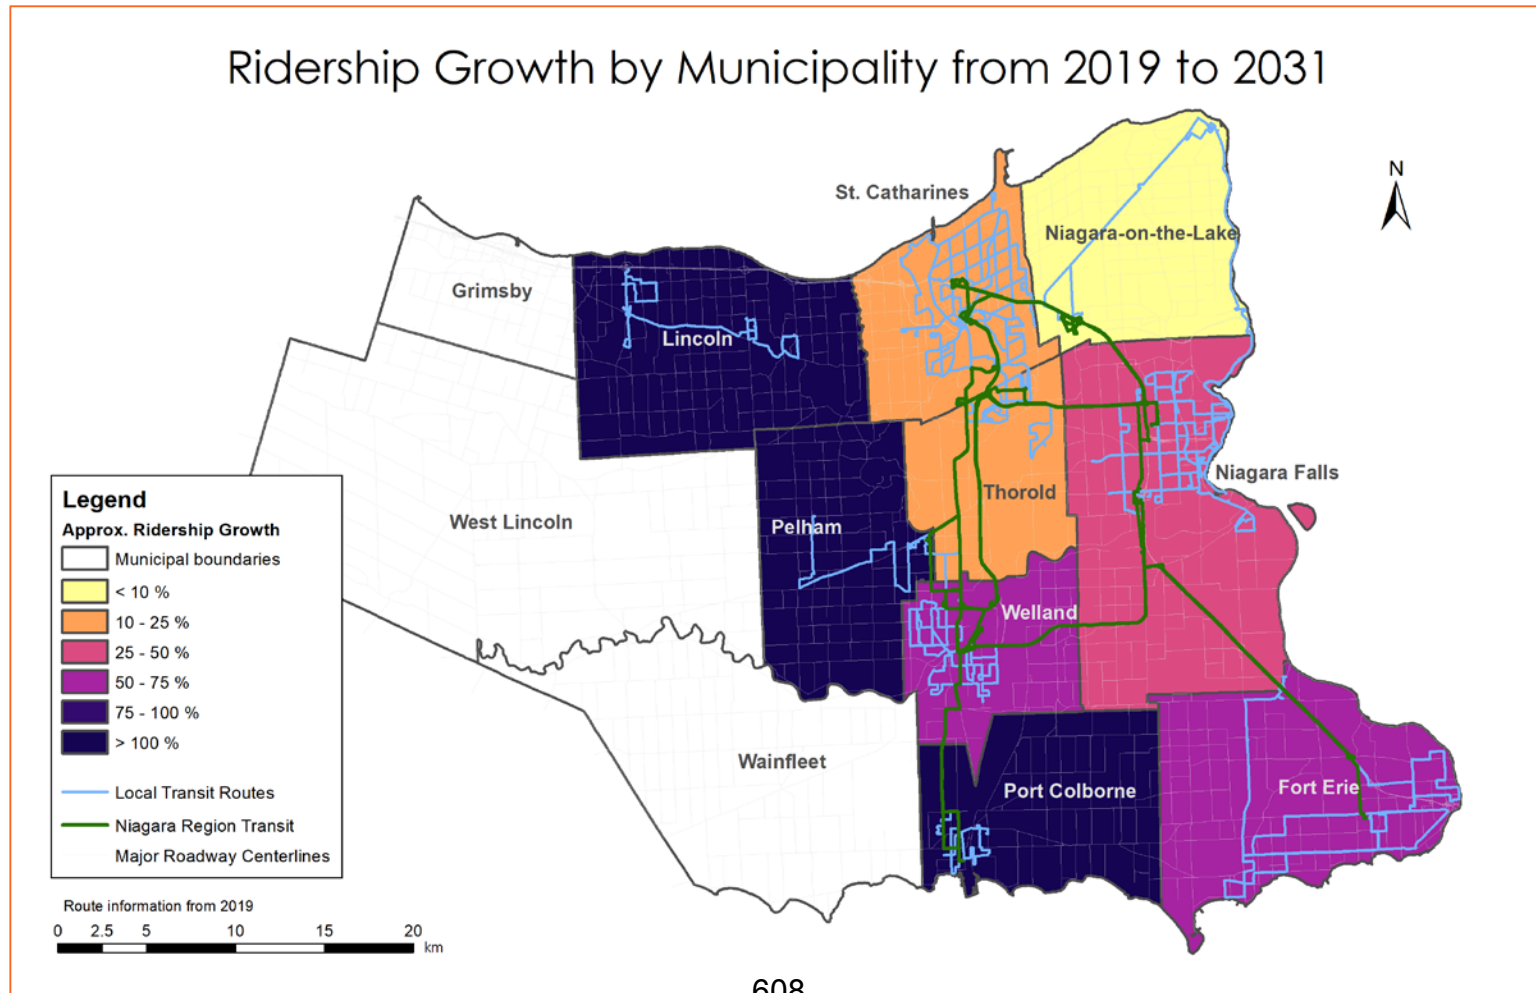 Ridership Growth by Municipality from 2019 to 2031
N
St. Catharines
Niagara-on-the-Lake
Grimsby
Lincoln
Niagara Falls
Thorold
West Lincoln
Pelham
Welland
Wainfleet
Port Colborne
Fort Erie
Legend
Approx. Ridership Growth
Municipal boundaries
< 10 %
10 - 25 %
25 - 50 %
50 - 75 %
75 - 100 %
> 100 %
Local Transit Routes
Niagara Region Transit
Major Roadway Centerlines
Route information from 2019
0 2.5 5 10 15 20
km
608